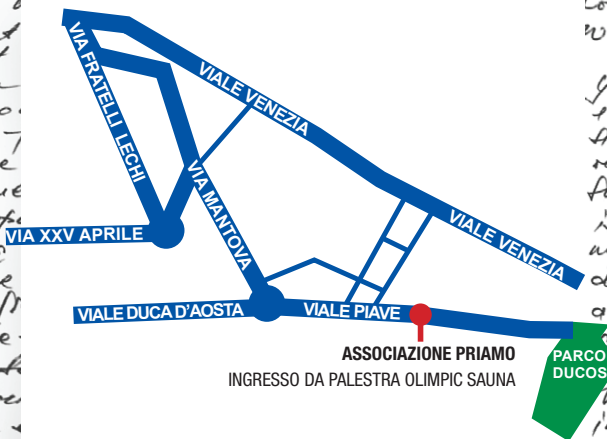 VIALE VENEZIA
VIA FRATELLI LECHI
VIA MANTOVA
VIALE VENEZIA
VIA XXV APRILE
VIALE DUCA D'AOSTA
VIALE PIAVE
ASSOCIAZIONE PRIAMO
INGRESSO DA PALESTRA OLIMPIC SAUNA
PARCO
DUCOS